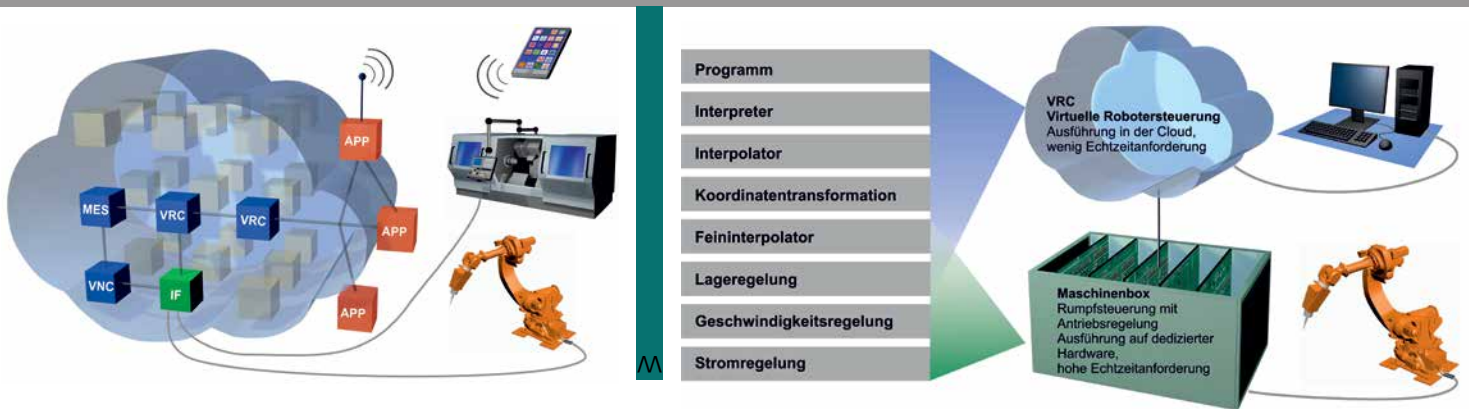 APP
MES
VRC
VRC
APP
VNC
IF
APP
Programm
Interpreter
Interpolator
Koordinatentransformation
Feininterpolator
Lageregelung
Geschwindigkeitsregelung
Stromregelung
VRC
Virtuelle Robotersteuerung
Ausführung in der Cloud,
wenig Echtzeitanforderung
Maschinenbox
Rumpfsteuerung mit
Antriebsregelung
Ausführung auf dedizierter
Hardware,
hohe Echtzeitanforderung